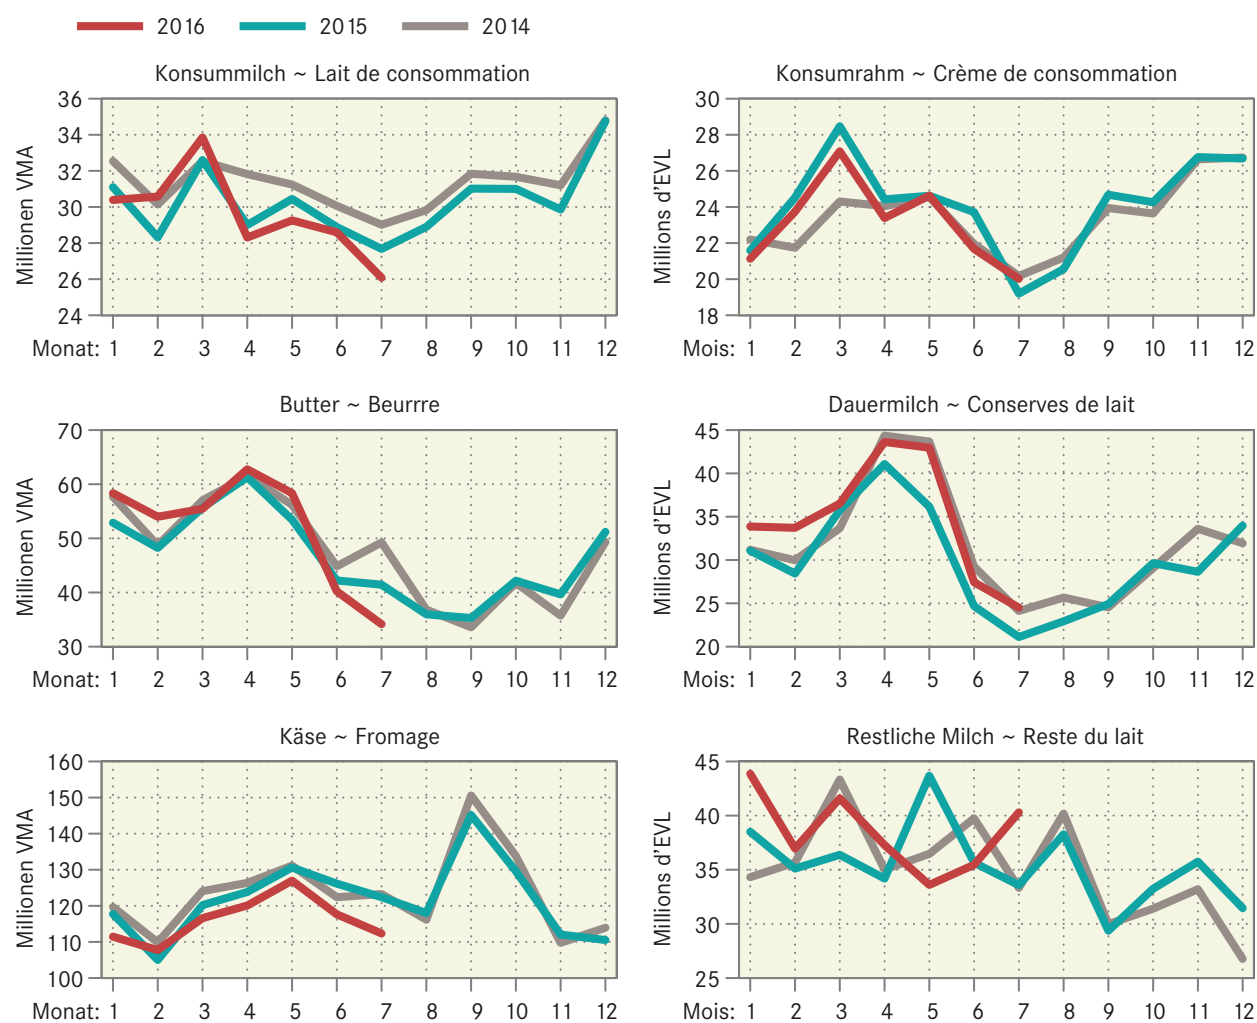 2016 2015 2014
Konsummilch ~ Lait de consommation
Millionen VMA
36
34
32
30
28
26
24
Monat: 1 2 3 4 5 6 7 8 9 10 11 12
Konsumrahm ~ Crème de consommation
Millions d'EVL
30
28
26
24
22
20
18
Mois: 1 2 3 4 5 6 7 8 9 10 11 12
Butter ~ Beurrre
Millionen VMA
70
60
50
40
30
Monat: 1 2 3 4 5 6 7 8 9 10 11 12
Dauermilch ~ Conserves de lait
Millions d'EVL
45
40
35
30
25
20
Mois: 1 2 3 4 5 6 7 8 9 10 11 12
Käse ~ Fromage
Millionen VMA
160
150
140
130
120
110
100
Monat: 1 2 3 4 5 6 7 8 9 10 11 12
Restliche Milch ~ Reste du lait
Millions d'EVL
45
40
35
30
25
Mois: 1 2 3 4 5 6 7 8 9 10 11 12